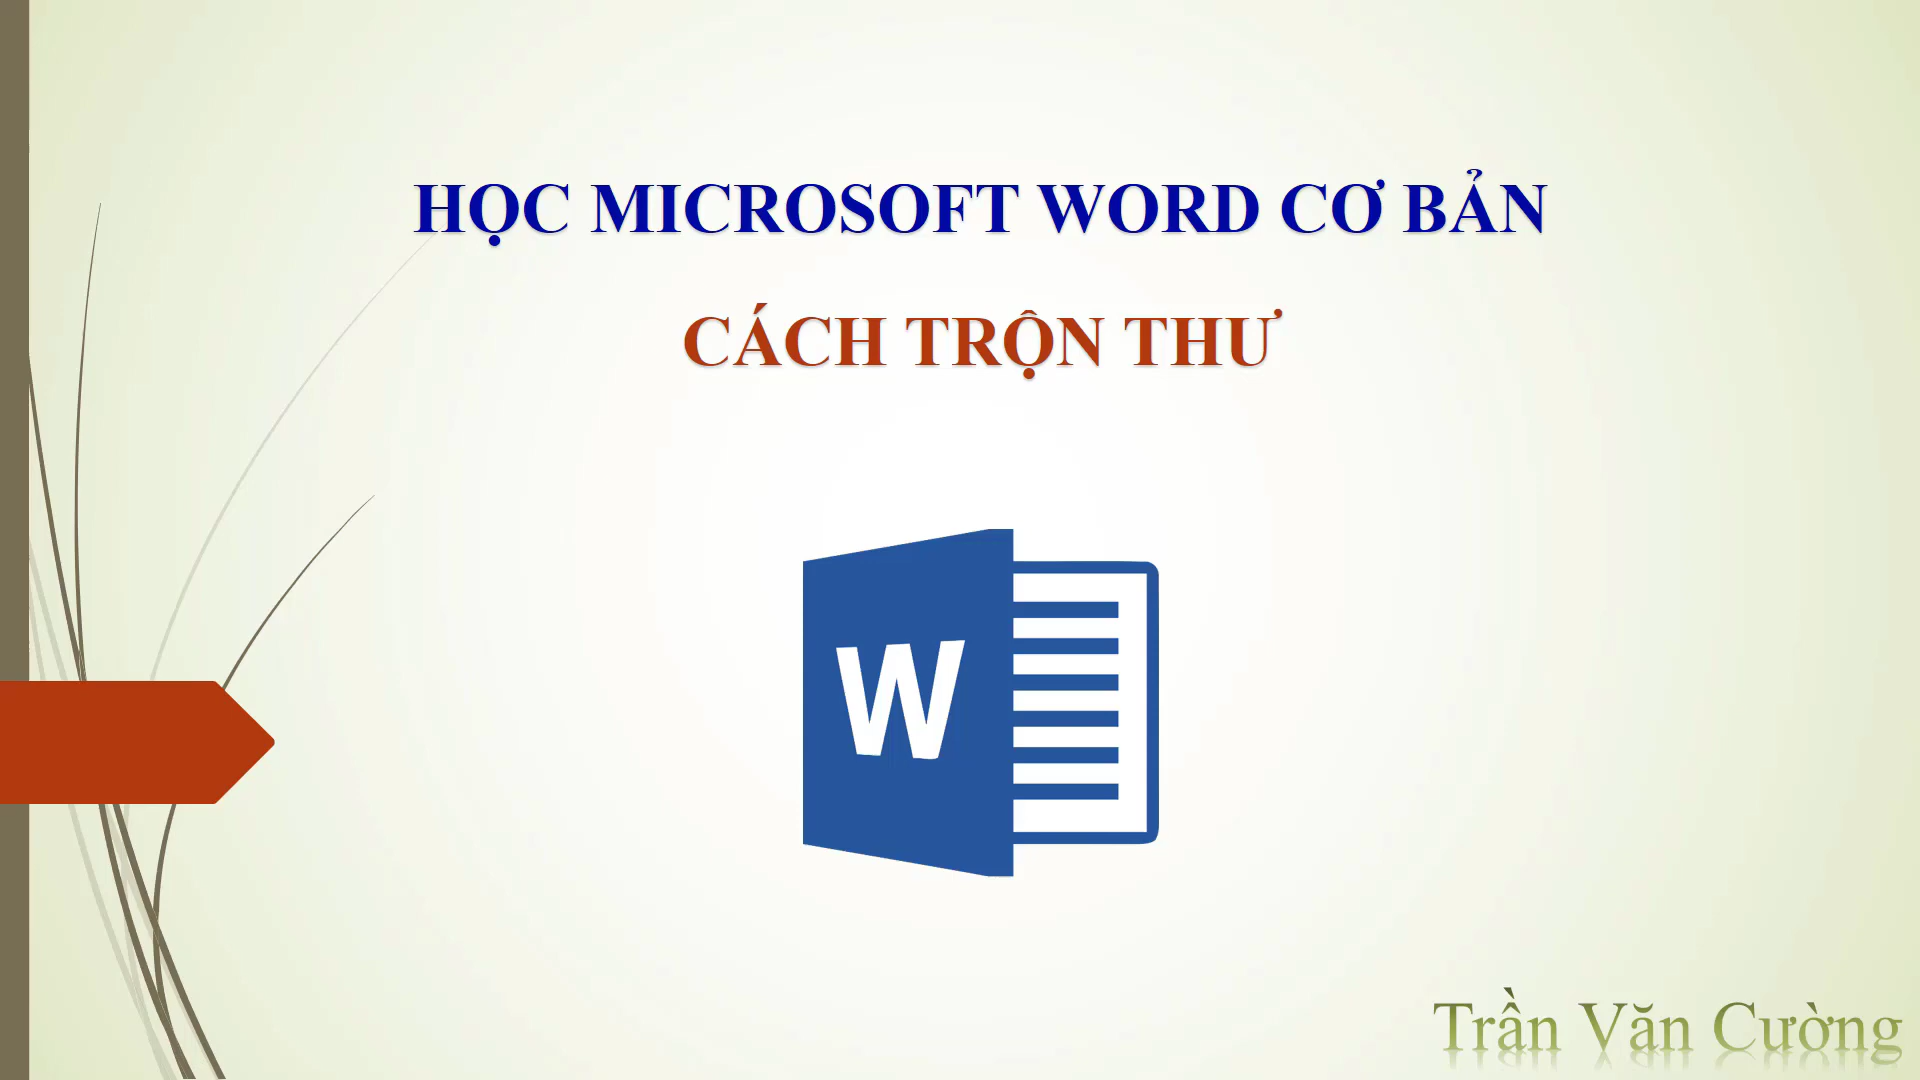 HỌC MICROSOFT WORD CƠ BẢN
CÁCH TRỘN THƯ
W
Trần Văn Cường